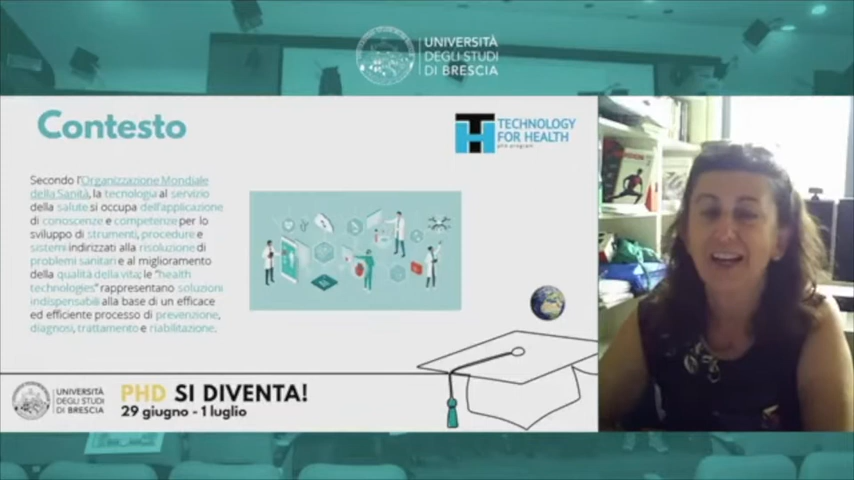 UNIVERSITÀ
DEGLI STUDI
DI BRESCIA
Contesto
TECHNOLOGY
FOR HEALTH
phd program
Secondo l'Organizzazione Mondiale
della Sanità, la tecnologia al servizio
della salute si occupa dell'applicazione
di conoscenze e competenze per lo
sviluppo di strumenti, procedure e
sistemi indirizzati alla risoluzione di
problemi sanitari e al miglioramento
della qualità della vita; le "health
technologies" rappresentano soluzioni
indispensabili alla base di un efficace
ed efficiente processo di prevenzione,
diagnosi, trattamento e riabilitazione.
UNIVERSITÀ
DEGLI STUDI
DI BRESCIA
PHD SI DIVENTA!
29 giugno - 1 luglio